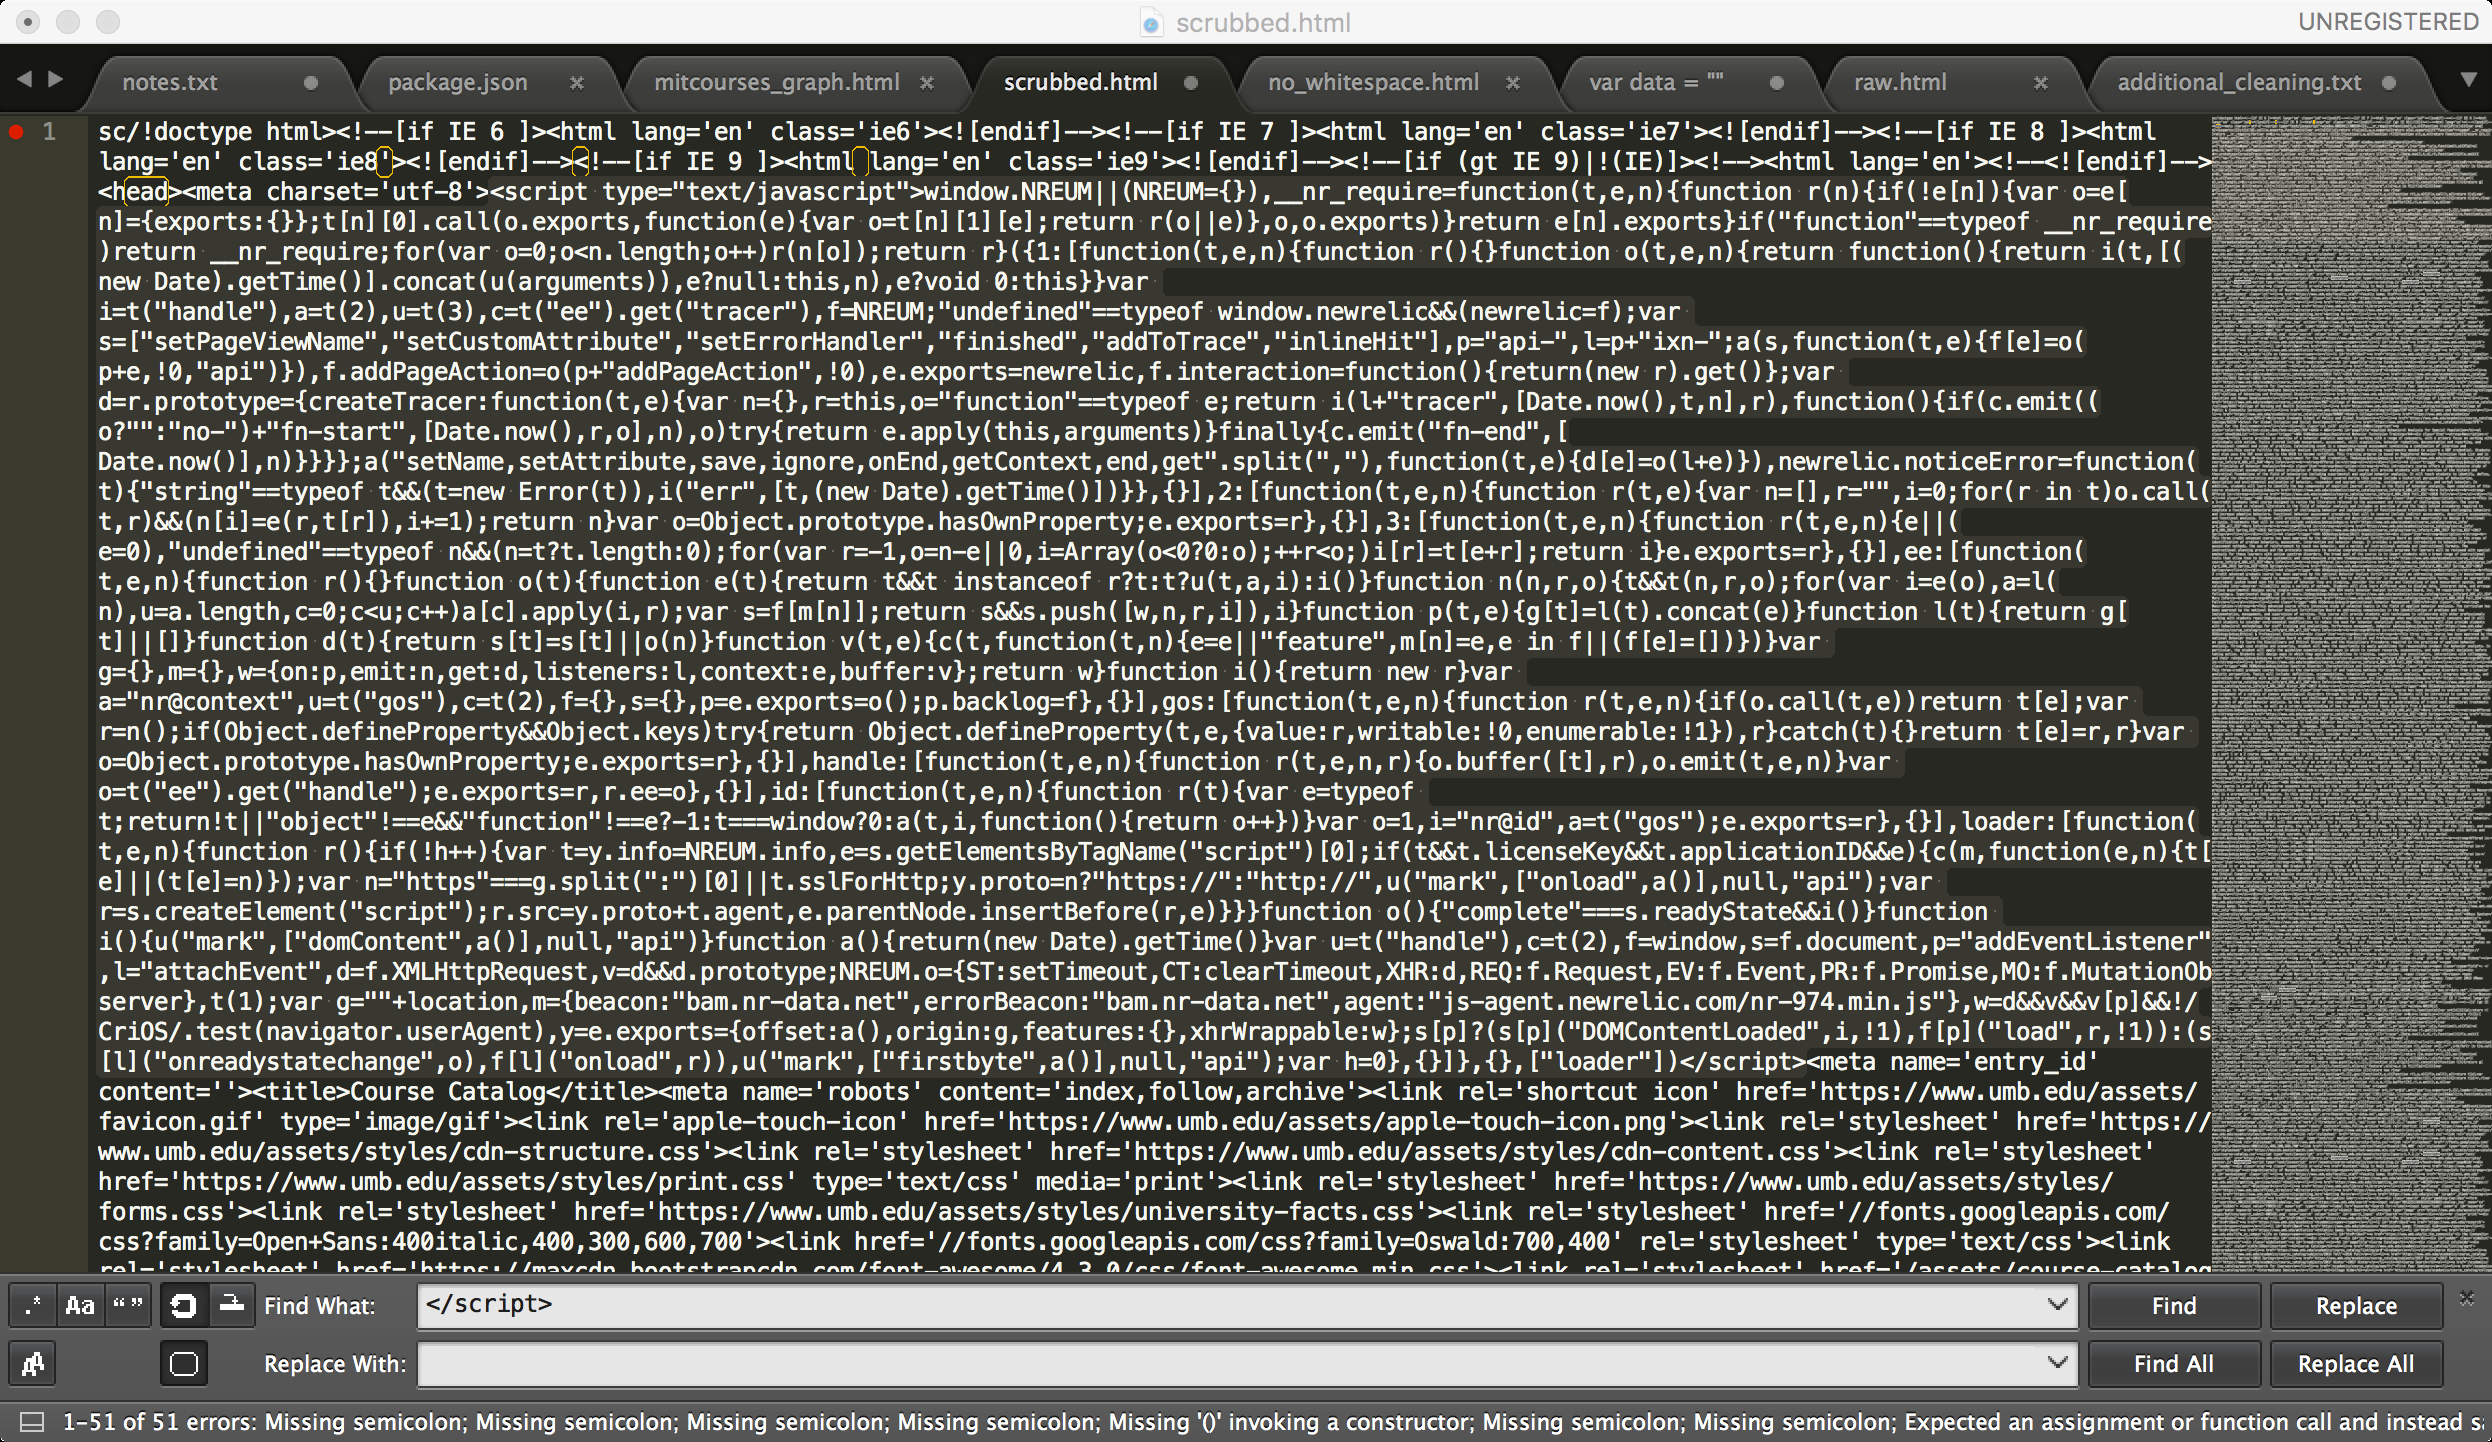 scrubbed.html
UNREGISTERED
notes.txt
package.json
mitcourses_graph.html
scrubbed.html
no_whitespace.html
var data = ""
raw.html
additional_cleaning.txt
1
sc/!doctype html><!--[if IE 6 ]><html lang='en' class='ie6'><![endif]--><!--[if IE 7 ]><html lang='en' class='ie7'><![endif]--><!--[if IE 8 ]><html
lang='en' class='ie8'><![endif]--><!--[if IE 9 ]><html lang='en' class='ie9'><![endif]--><!--[if (gt IE 9)|!(IE)]><!--><html lang='en'><!--<![endif]-->
<head><meta charset='utf-8'><script type="text/javascript">window.NREUM||(NREUM={}),__nr_require=function(t,e,n){function r(n){if(!e[n]){var o=e[
n]={exports:{}};t[n][0].call(o.exports,function(e){var o=t[n][1][e];return r(o||e)},o,o.exports)}return e[n].exports}if("function"==typeof __nr_require
)return __nr_require;for(var o=0;o<n.length;o++)r(n[o]);return r}({1:[function(t,e,n){function r(){}function o(t,e,n){return function(){return i(t,[(
new Date).getTime()].concat(u(arguments)),e?null:this,n),e?void 0:this}}var
i=t("handle"),a=t(2),u=t(3),c=t("ee").get("tracer"),f=NREUM;"undefined"==typeof window.newrelic&&(newrelic=f);var
s=["setPageViewName","setCustomAttribute","setErrorHandler","finished","addToTrace","inlineHit"],p="api-",l=p+"ixn-";a(s,function(t,e){f[e]=o(
p+e,!0,"api")}),f.addPageAction=o(p+"addPageAction",!0),e.exports=newrelic,f.interaction=function(){return(new r).get()};var
d=r.prototype={createTracer:function(t,e){var n={},r=this,o="function"==typeof e;return i(l+"tracer",[Date.now(),t,n],r),function(){if(c.emit((
o?"":"no-")+"fn-start",[Date.now(),r,o],n),o)try{return e.apply(this,arguments)}finally{c.emit("fn-end",[
Date.now()],n)}}}};a("setName,setAttribute,save,ignore,onEnd,getContext,end,get".split(","),function(t,e){d[e]=o(l+e)}),newrelic.noticeError=function(
t){"string"==typeof t&&(t=new Error(t)),i("err",[t,(new Date).getTime()])}},{}],2:[function(t,e,n){function r(t,e){var n=[],r="",i=0;for(r in t)o.call(
t,r)&&(n[i]=e(r,t[r]),i+=1);return n}var o=Object.prototype.hasOwnProperty;e.exports=r},{}],3:[function(t,e,n){function r(t,e,n){e||(
e=0),"undefined"==typeof n&&(n=t?t.length:0);for(var r=-1,o=n-e||0,i=Array(o<0?0:o);++r<o;)i[r]=t[e+r];return i}e.exports=r},{}],ee:[function(
t,e,n){function r(){}function o(t){function e(t){return t&&t instanceof r?t:t?u(t,a,i):i()}function n(n,r,o){t&&t(n,r,o);for(var i=e(o),a=l(
n),u=a.length,c=0;c<u;c++)a[c].apply(i,r);var s=f[m[n]];return s&&s.push([w,n,r,i]),i}function p(t,e){g[t]=l(t).concat(e)}function l(t){return g[
t]||[]}function d(t){return s[t]=s[t]||o(n)}function v(t,e){c(t,function(t,n){e=e||"feature",m[n]=e,e in f||(f[e]=[])})}var
g={},m={},w={on:p,emit:n,get:d,listeners:l,context:e,buffer:v};return w}function i(){return new r}var
a="nr@context",u=t("gos"),c=t(2),f={},s={},p=e.exports=o();p.backlog=f},{}],gos:[function(t,e,n){function r(t,e,n){if(o.call(t,e))return t[e];var
r=n();if(Object.defineProperty&&Object.keys)try{return Object.defineProperty(t,e,{value:r,writable:!0,enumerable:!1}),r}catch(t){}return t[e]=r,r}var
o=Object.prototype.hasOwnProperty;e.exports=r},{}],handle:[function(t,e,n){function r(t,e,n,r){o.buffer([t],r),o.emit(t,e,n)}var
o=t("ee").get("handle");e.exports=r,r.ee=o},{}],id:[function(t,e,n){function r(t){var e=typeof
t;return!t||"object"!==e&&"function"!==e?-1:t===window?0:a(t,i,function(){return o++})}var o=1,i="nr@id",a=t("gos");e.exports=r},{}],loader:[function(
t,e,n){function r(){if(!h++){var t=y.info=NREUM.info,e=s.getElementsByTagName("script")[0];if(t&&t.licenseKey&&t.applicationID&&e){c(m,function(e,n){t[
e]||(t[e]=n)});var n="https"===g.split(":")[0]||t.sslForHttp;y.proto=n?"https://":"http://",u("mark",["onload",a()],null,"api");var
r=s.createElement("script");r.src=y.proto+t.agent,e.parentNode.insertBefore(r,e)}}}function o(){"complete"===s.readyState&&i()}function
i(){u("mark",["domContent",a()],null,"api")}function a(){return(new Date).getTime()}var u=t("handle"),c=t(2),f=window,s=f.document,p="addEventListener"
,l="attachEvent",d=f.XMLHttpRequest,v=d&&d.prototype;NREUM.o={ST:setTimeout,CT:clearTimeout,XHR:d,REQ:f.Request,EV:f.Event,PR:f.Promise,MO:f.MutationOb
server},t(1);var g=""+location,m={beacon:"bam.nr-data.net",errorBeacon:"bam.nr-data.net",agent:"js-agent.newrelic.com/nr-974.min.js"},w=d&&v&&v[p]&&!/
CriOS/.test(navigator.userAgent),y=e.exports={offset:a(),origin:g,features:{},xhrWrappable:w};s[p]?(s[p]("DOMContentLoaded",i,!1),f[p]("load",r,!1)):(s
[l]("onreadystatechange",o),f[l]("onload",r)),u("mark",["firstbyte",a()],null,"api");var h=0},{}]},{},["loader"])</script><meta name='entry_id'
content=''><title>Course Catalog</title><meta name='robots' content='index,follow,archive'><link rel='shortcut icon' href='https://www.umb.edu/assets/
favicon.gif' type='image/gif'><link rel='apple-touch-icon' href='https://www.umb.edu/assets/apple-touch-icon.png'><link rel='stylesheet' href='https://
www.umb.edu/assets/styles/cdn-structure.css'><link rel='stylesheet' href='https://www.umb.edu/assets/styles/cdn-content.css'><link rel='stylesheet'
href='https://www.umb.edu/assets/styles/print.css' type='text/css' media='print'><link rel='stylesheet' href='https://www.umb.edu/assets/styles/
forms.css'><link rel='stylesheet' href='https://www.umb.edu/assets/styles/university-facts.css'><link rel='stylesheet' href='//fonts.googleapis.com/
css?family=Open+Sans:400italic,400,300,600,700'><link href='//fonts.googleapis.com/css?family=Oswald:700,400' rel='stylesheet' type='text/css'><link
rel='stylesheet' href='https://maxcdn.bootstrapcdn.com/font-awesome/4.3.0/css/font-awesome.min.css'><link rel='stylesheet' href='/assets/course-catalog
Find What:
</script>
Find
Replace
Replace With:
Find All
Replace All
1-51 of 51 errors: Missing semicolon; Missing semicolon; Missing semicolon; Missing semicolon; Missing '()' invoking a constructor; Missing semicolon; Missing semicolon; Expected an assignment or function call and instead s